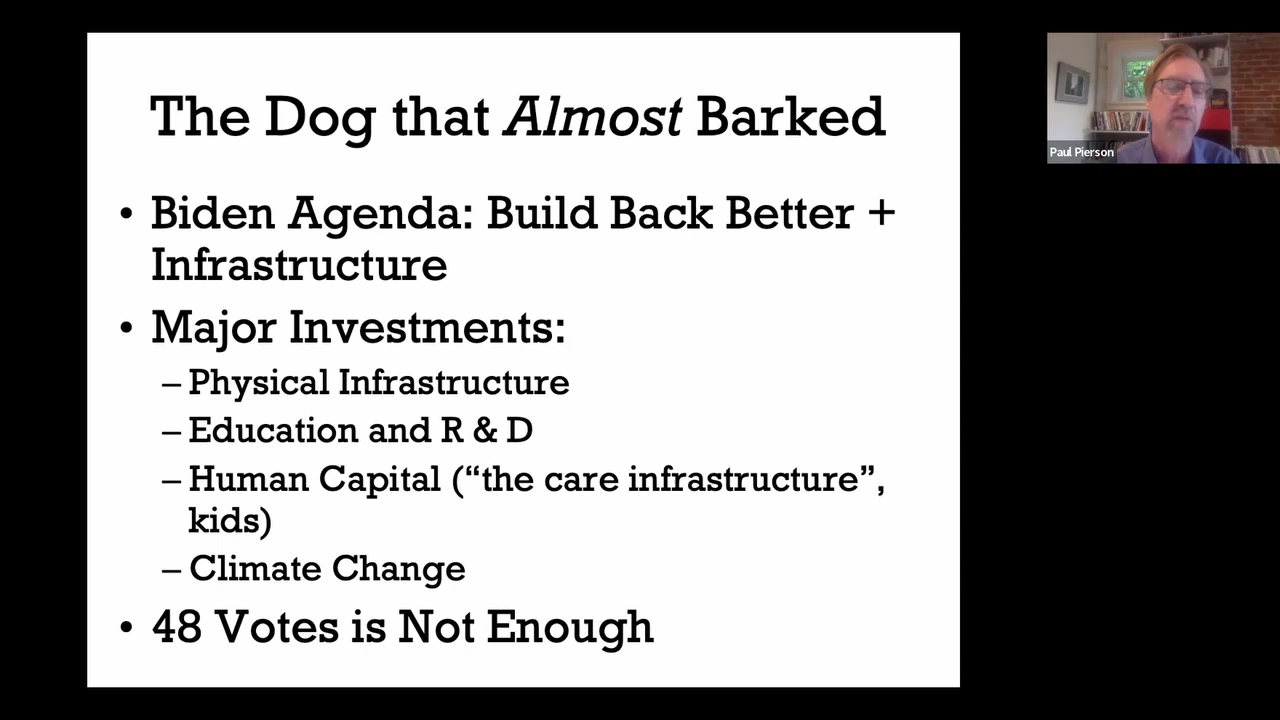 The Dog that Almost Barked
• Biden Agenda: Build Back Better +
Infrastructure
• Major Investments:
– Physical Infrastructure
– Education and R & D
– Human Capital (“the care infrastructure”,
kids)
– Climate Change
• 48 Votes is Not Enough
Paul Pierson